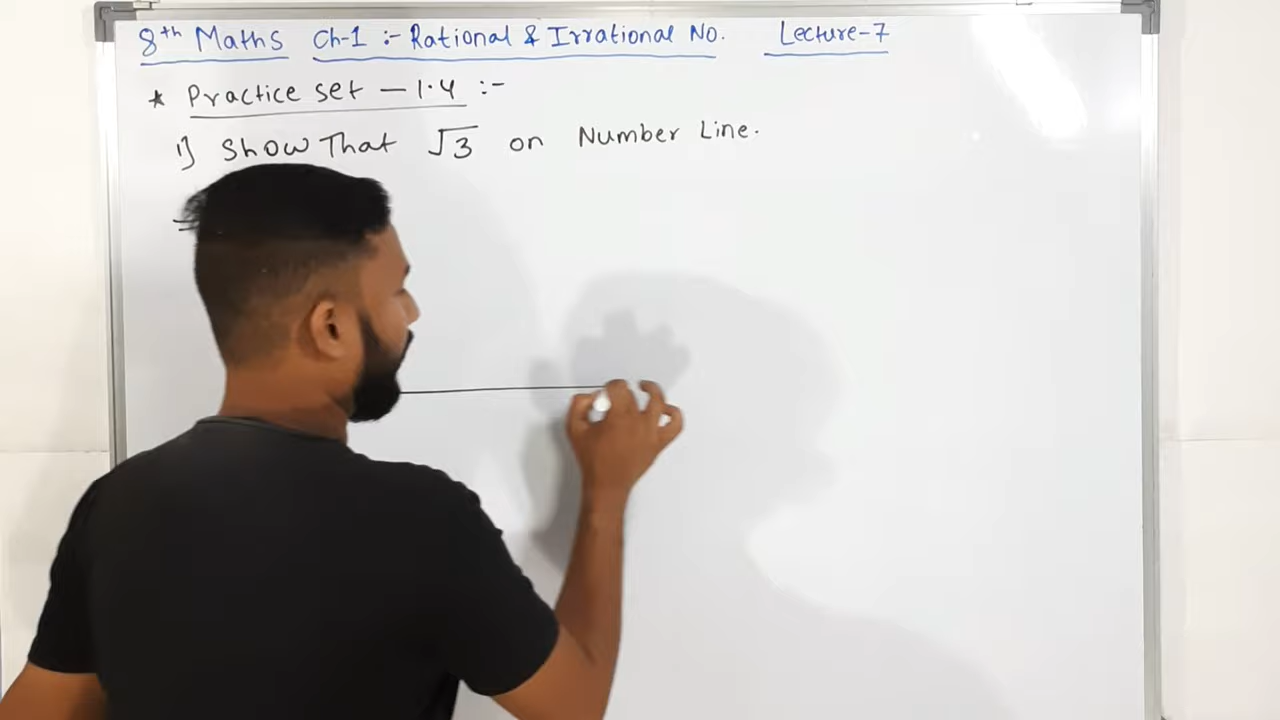 8th Maths Ch-1 :- Rational & Irrational No. Lecture-7
* Practice set - 1.4 :-
1) Show That √3 on Number Line.